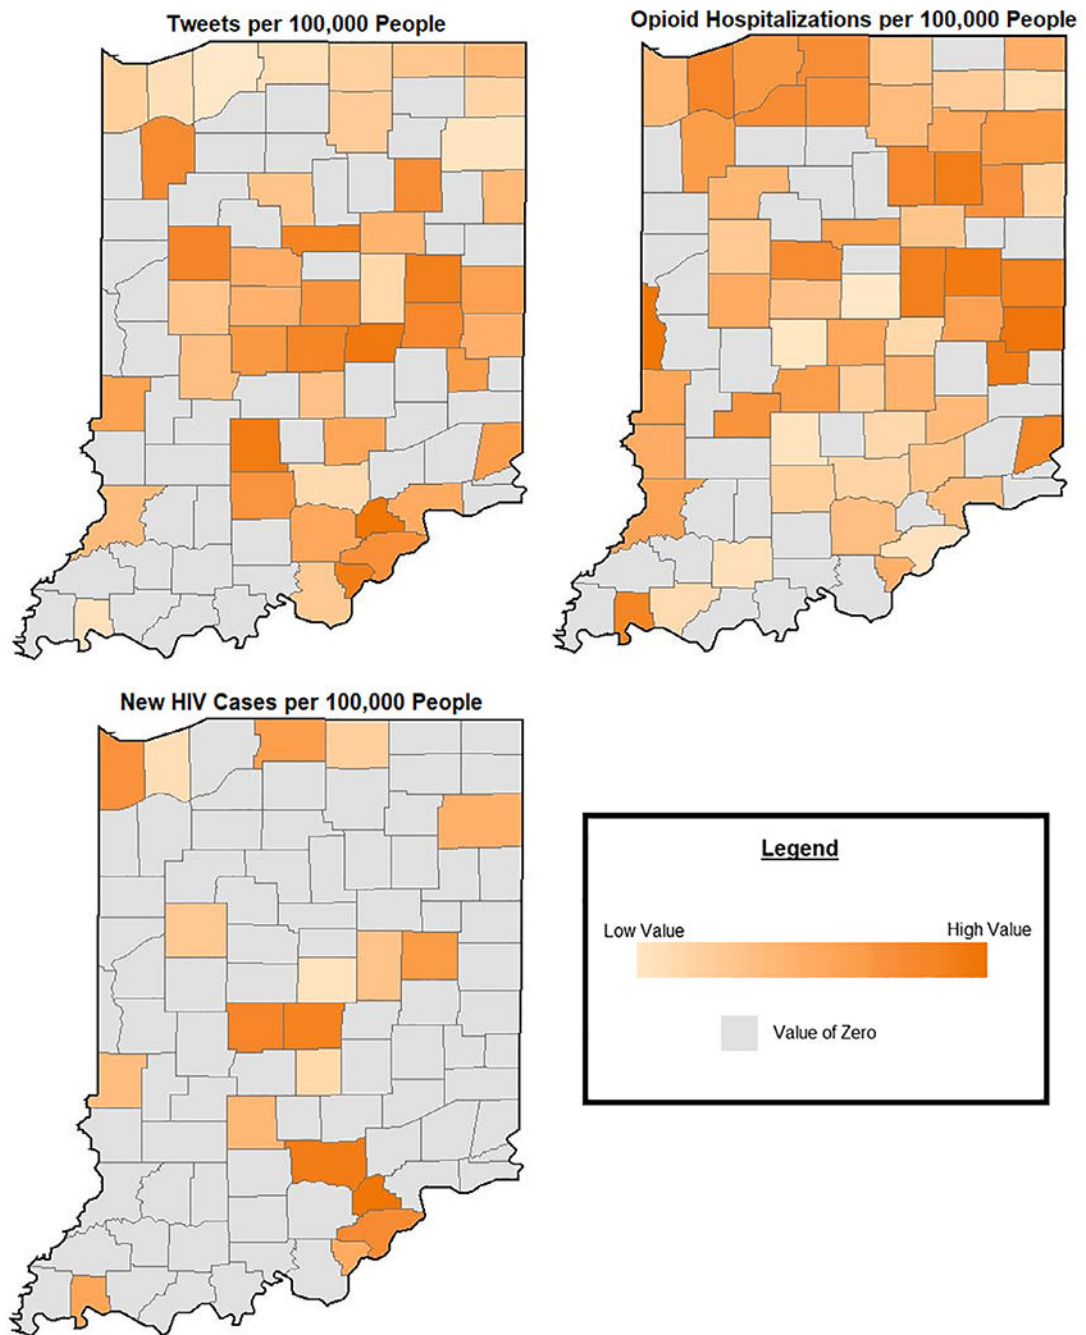 Tweets per 100,000 People
Opioid Hospitalizations per 100,000 People
New HIV Cases per 100,000 People
Legend
Low Value
High Value
Value of Zero